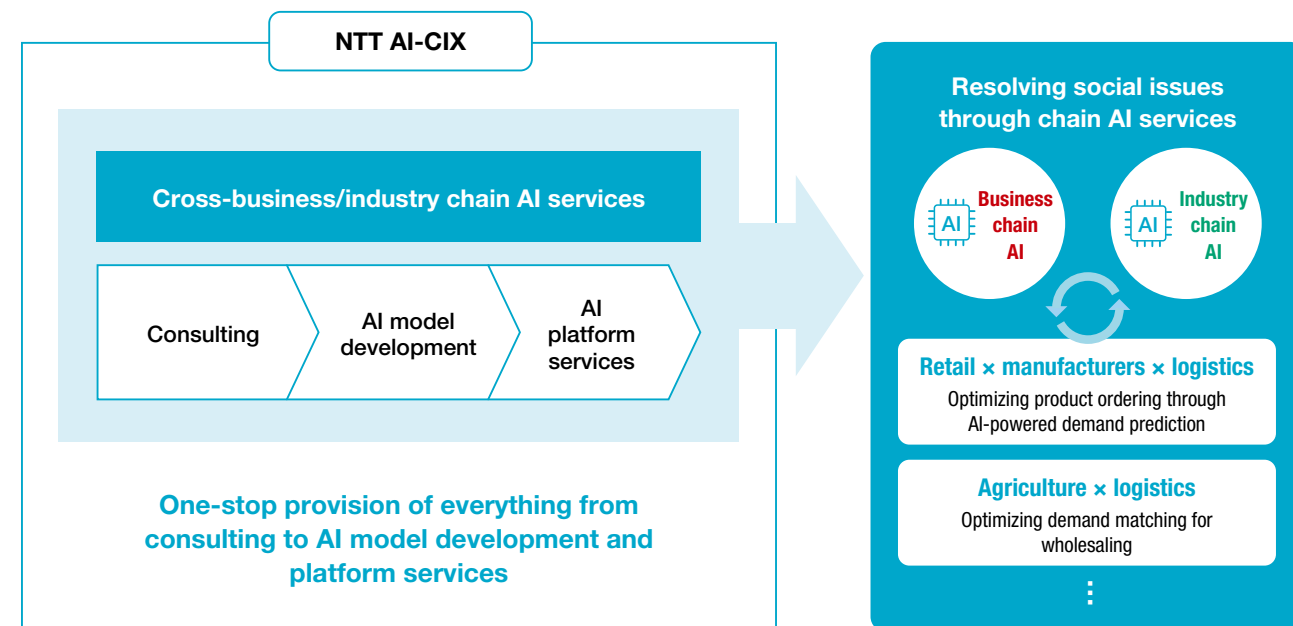 NTT AI-CIX
Cross-business/industry chain AI services
Consulting
AI model
development
AI
platform
services
One-stop provision of everything from
consulting to AI model development and
platform services
Resolving social issues
through chain AI services
AI
Business
chain
AI
AI
Industry
chain
AI
Retail × manufacturers × logistics
Optimizing product ordering through
AI-powered demand prediction
Agriculture × logistics
Optimizing demand matching for
wholesaling
⋮